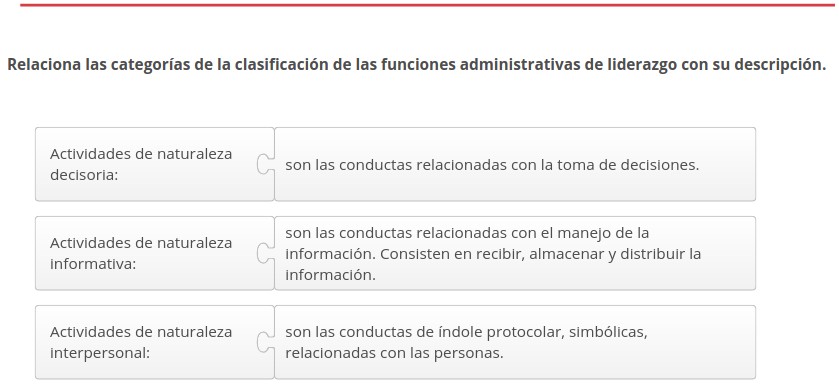 Relaciona las categorías de la clasificación de las funciones administrativas de liderazgo con su descripción.
Actividades de naturaleza
decisoria:
son las conductas relacionadas con la toma de decisiones.
Actividades de naturaleza
informativa:
son las conductas relacionadas con el manejo de la
información. Consisten en recibir, almacenar y distribuir la
información.
Actividades de naturaleza
interpersonal:
son las conductas de índole protocolar, simbólicas,
relacionadas con las personas.